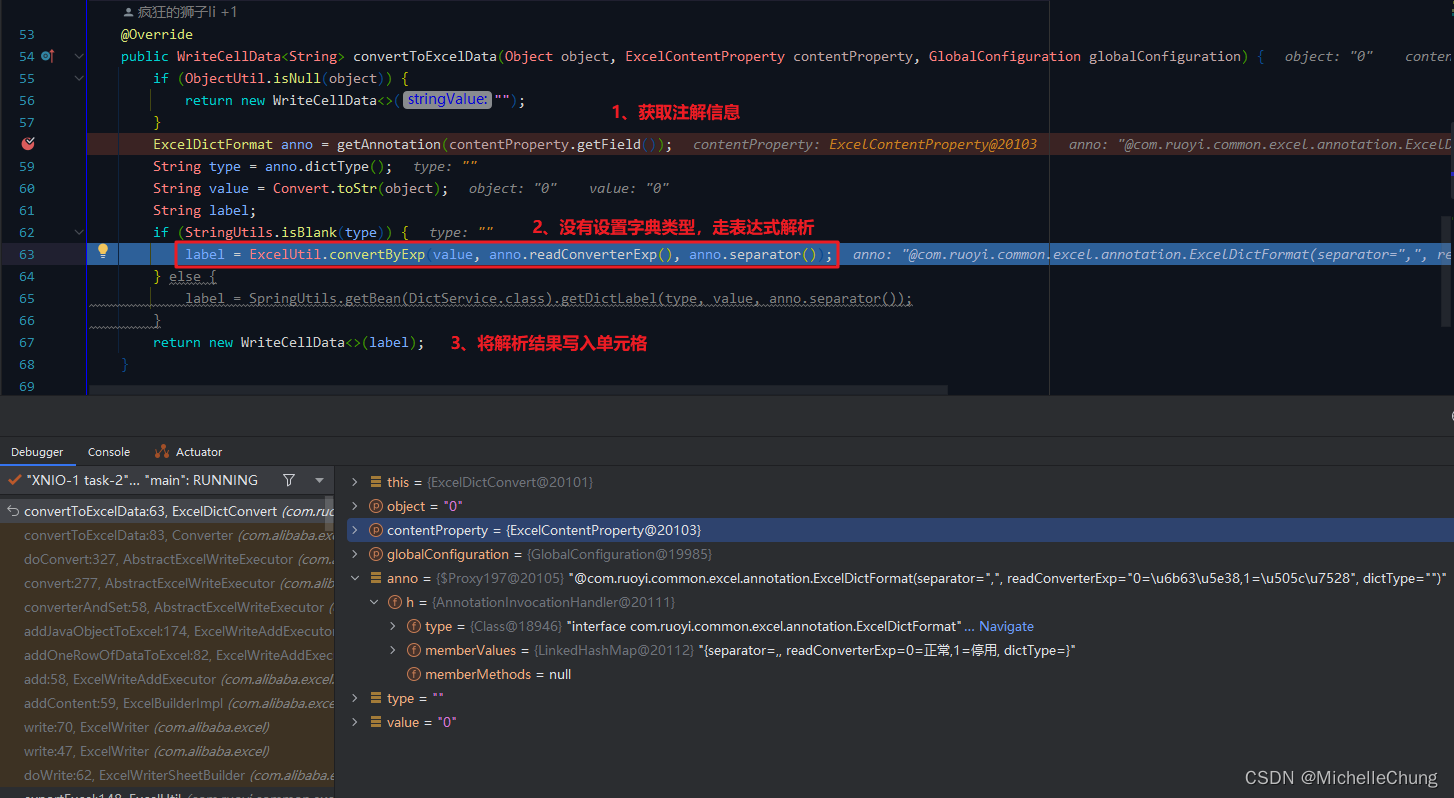 疯狂的狮子li +1
53 @Override
54 public WriteCellData<String> convertToExcelData(Object object, ExcelContentProperty contentProperty, GlobalConfiguration globalConfiguration) { object: "0" conten
55 if (ObjectUtil.isNull(object)) {
56 return new WriteCellData<>( stringValue: "");
1、获取注解信息
57 }
ExcelDictFormat anno = getAnnotation(contentProperty.getField()); contentProperty: ExcelContentProperty@20103 anno: "@com.ruoyi.common.excel.annotation.ExcelD
59 String type = anno.dictType(); type: ""
60 String value = Convert.toStr(object); object: "0" value: "0"
61 String label;
62 if (StringUtils.isBlank(type)) { type: "" 2、没有设置字典类型，走表达式解析
63 label = ExcelUtil.convertByExp(value, anno.readConverterExp(), anno.separator()); anno: "@com.ruoyi.common.excel.annotation.ExcelDictFormat(separator=",", re
64 } else {
65 label = SpringUtils.getBean(DictService.class).getDictLabel(type, value, anno.separator());
66 }
67 return new WriteCellData<>(label); 3、将解析结果写入单元格
68 }
69
Debugger Console Actuator
"XNIO-1 task-2"... "main": RUNNING
convertToExcelData:63, ExcelDictConvert (com.ruo
convertToExcelData:83, Converter (com.alibaba.exc
doConvert:327, AbstractExcelWriteExecutor (com.a
convert:277, AbstractExcelWriteExecutor (com.alib
converterAndSet:58, AbstractExcelWriteExecutor (
addJavaObjectToExcel:174, ExcelWriteAddExecutor
addOneRowOfDataToExcel:82, ExcelWriteAddExec
add:58, ExcelWriteAddExecutor (com.alibaba.excel.
addContent:59, ExcelBuilderImpl (com.alibaba.exce
write:70, ExcelWriter (com.alibaba.excel)
write:47, ExcelWriter (com.alibaba.excel)
doWrite:62, ExcelWriterSheetBuilder (com.alibaba.e
exportExcel:148, ExcelUtil (com.ruoyi.common.exc
this = {ExcelDictConvert@20101}
object = "0"
contentProperty = {ExcelContentProperty@20103}
globalConfiguration = {GlobalConfiguration@19985}
anno = {$Proxy197@20105} "@com.ruoyi.common.excel.annotation.ExcelDictFormat(separator=",", readConverterExp="0=\u6b63\u5e38,1=\u505c\u7528", dictType="")"
h = {AnnotationInvocationHandler@20111}
type = {Class@18946} "interface com.ruoyi.common.excel.annotation.ExcelDictFormat" ... Navigate
memberValues = {LinkedHashMap@20112} "{separator=,, readConverterExp=0=正常,1=停用, dictType=}"
memberMethods = null
type = ""
value = "0"
CSDN @MichelleChung